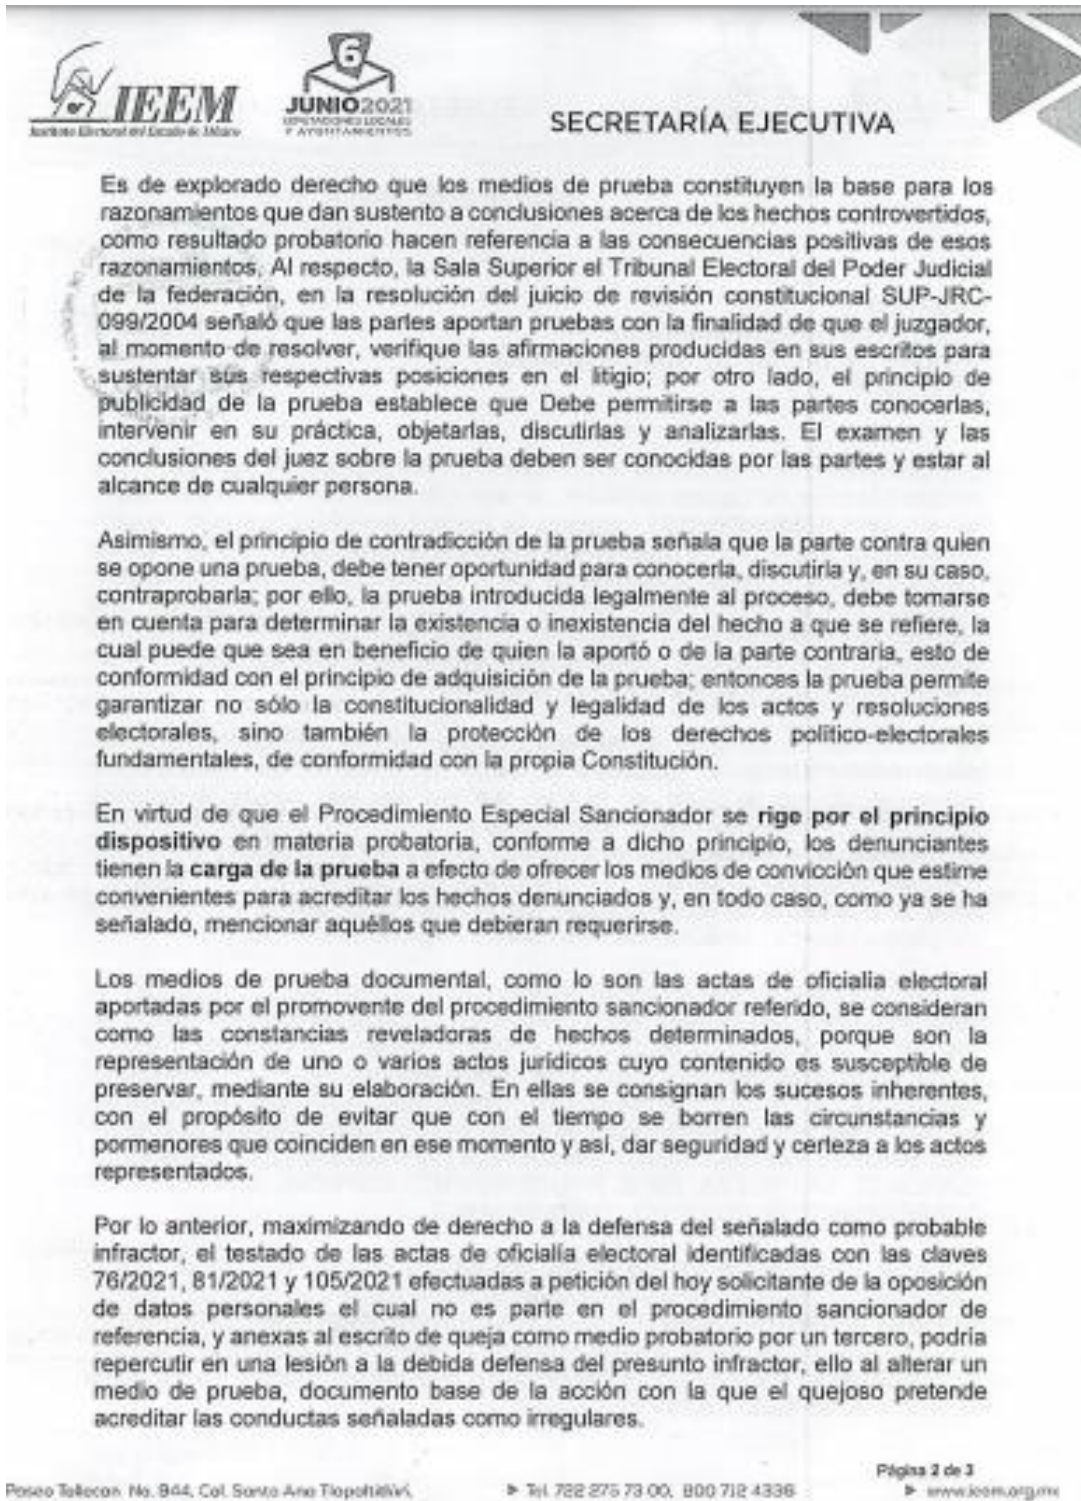 IEEM
Instituto Electoral del Estado de México
6
JUNIO2021
DIPUTACIONES LOCALES
Y AYUNTAMIENTOS
SECRETARÍA EJECUTIVA
Es de explorado derecho que los medios de prueba constituyen la base para los
razonamientos que dan sustento a conclusiones acerca de los hechos controvertidos,
como resultado probatorio hacen referencia a las consecuencias positivas de esos
razonamientos. Al respecto, la Sala Superior el Tribunal Electoral del Poder Judicial
de la federación, en la resolución del juicio de revisión constitucional SUP-JRC-
099/2004 señaló que las partes aportan pruebas con la finalidad de que el juzgador,
al momento de resolver, verifique las afirmaciones producidas en sus escritos para
sustentar sus respectivas posiciones en el litigio; por otro lado, el principio de
publicidad de la prueba establece que Debe permitirse a las partes conocerlas,
intervenir en su práctica, objetarlas, discutirlas y analizarlas. El examen y las
conclusiones del juez sobre la prueba deben ser conocidas por las partes y estar al
alcance de cualquier persona.
Asimismo, el principio de contradicción de la prueba señala que la parte contra quien
se opone una prueba, debe tener oportunidad para conocerla, discutirla y, en su caso,
contraprobarla; por ello, la prueba introducida legalmente al proceso, debe tomarse
en cuenta para determinar la existencia o inexistencia del hecho a que se refiere, la
cual puede que sea en beneficio de quien la aportó o de la parte contraria, esto de
conformidad con el principio de adquisición de la prueba; entonces la prueba permite
garantizar no sólo la constitucionalidad y legalidad de los actos y resoluciones
electorales, sino también la protección de los derechos político-electorales
fundamentales, de conformidad con la propia Constitución.
En virtud de que el Procedimiento Especial Sancionador se rige por el principio
dispositivo en materia probatoria, conforme a dicho principio, los denunciantes
tienen la carga de la prueba a efecto de ofrecer los medios de convicción que estime
convenientes para acreditar los hechos denunciados y, en todo caso, como ya se ha
señalado, mencionar aquéllos que debieran requerirse.
Los medios de prueba documental, como lo son las actas de oficialía electoral
aportadas por el promovente del procedimiento sancionador referido, se consideran
como las constancias reveladoras de hechos determinados, porque son la
representación de uno o varios actos jurídicos cuyo contenido es susceptible de
preservar, mediante su elaboración. En ellas se consignan los sucesos inherentes,
con el propósito de evitar que con el tiempo se borren las circunstancias y
pormenores que coinciden en ese momento y así, dar seguridad y certeza a los actos
representados.
Por lo anterior, maximizando de derecho a la defensa del señalado como probable
infractor, el testado de las actas de oficialía electoral identificadas con las claves
76/2021, 81/2021 y 105/2021 efectuadas a petición del hoy solicitante de la oposición
de datos personales el cual no es parte en el procedimiento sancionador de
referencia, y anexas al escrito de queja como medio probatorio por un tercero, podría
repercutir en una lesión a la debida defensa del presunto infractor, ello al alterar un
medio de prueba, documento base de la acción con la que el quejoso pretende
acreditar las conductas señaladas como irregulares.
Página 2 de 3
Paseo Tollocan No. 944, Col. Santa Ana Tlapaltitlán,
Tel. 722 275 73 00, 800 712 4336
www.ieem.org.mx